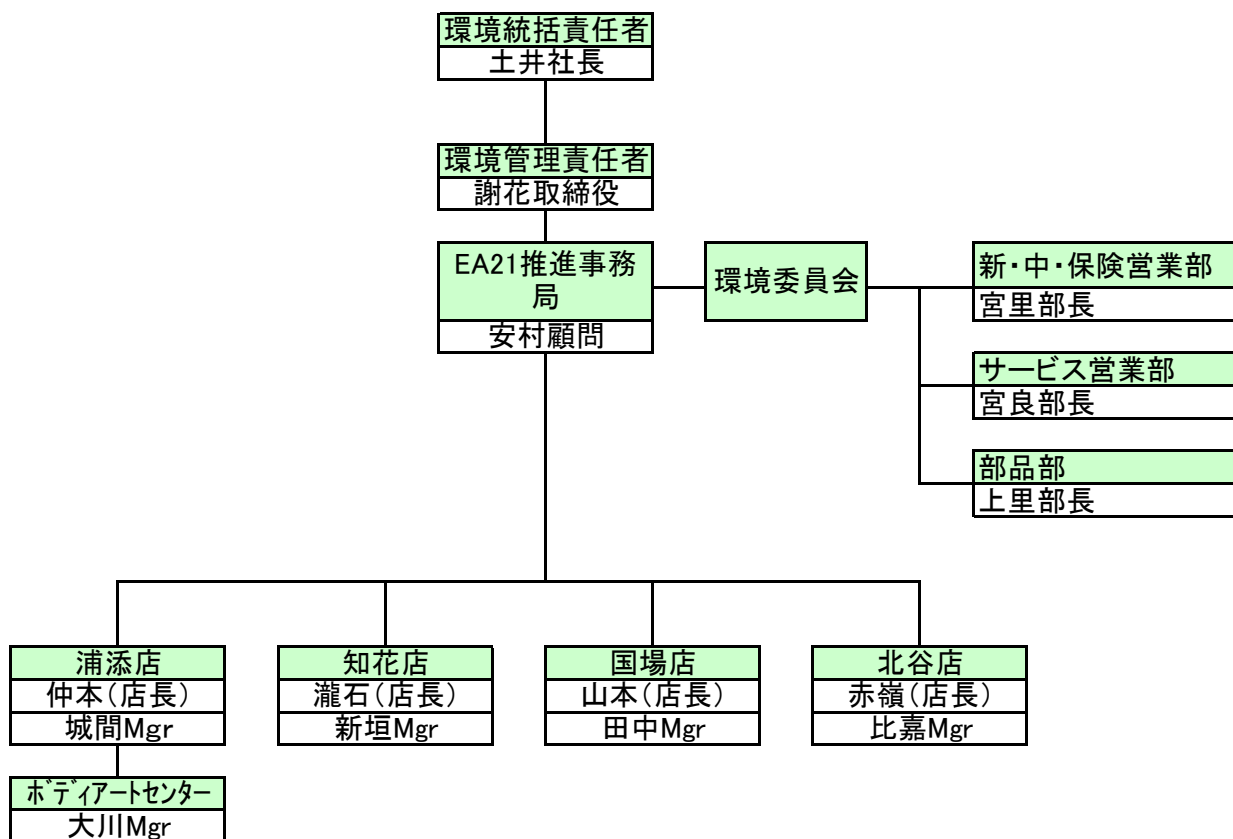 環境統括責任者
土井社長
環境管理責任者
謝花取締役
EA21推進事務
局
安村顧問
環境委員会
新・中・保険営業部
宮里部長
サービス営業部
宮良部長
部品部
上里部長
浦添店
仲本(店長)
城間Mgr
知花店
瀧石(店長)
新垣Mgr
国場店
山本(店長)
田中Mgr
北谷店
赤嶺(店長)
比嘉Mgr
ボディアートセンター
大川Mgr